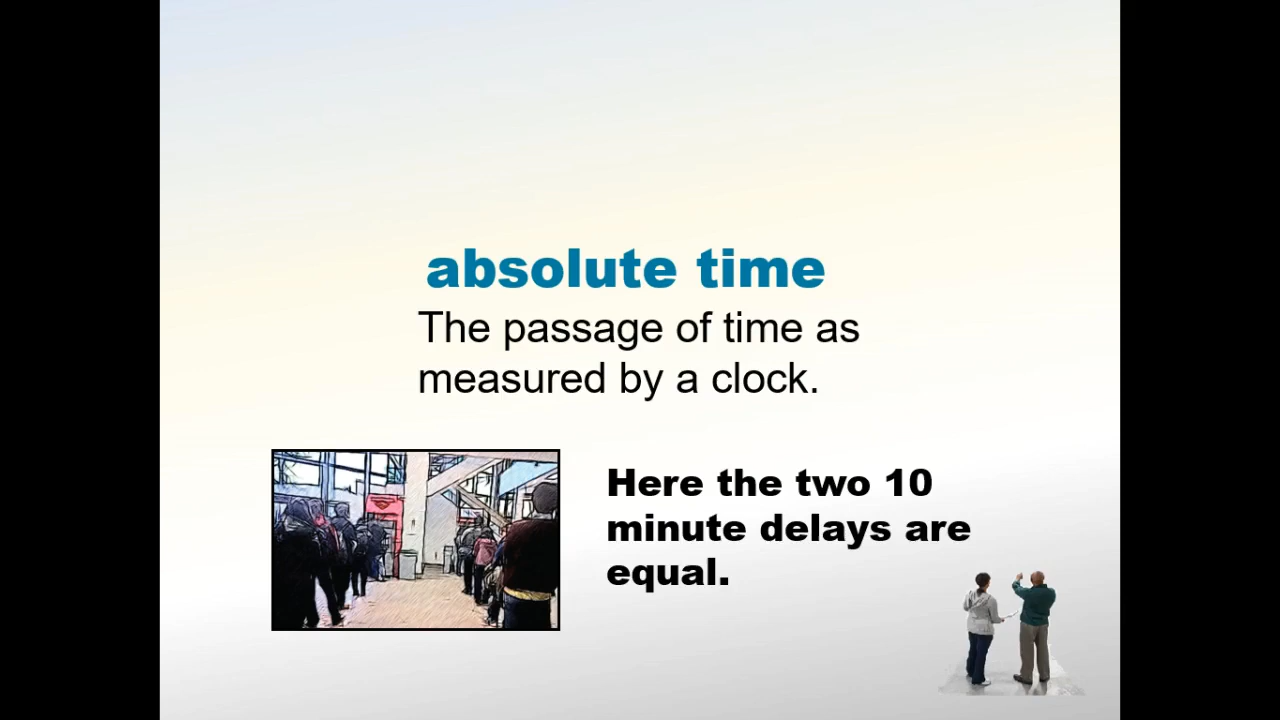 absolute time
The passage of time as
measured by a clock.
Here the two 10
minute delays are
equal.